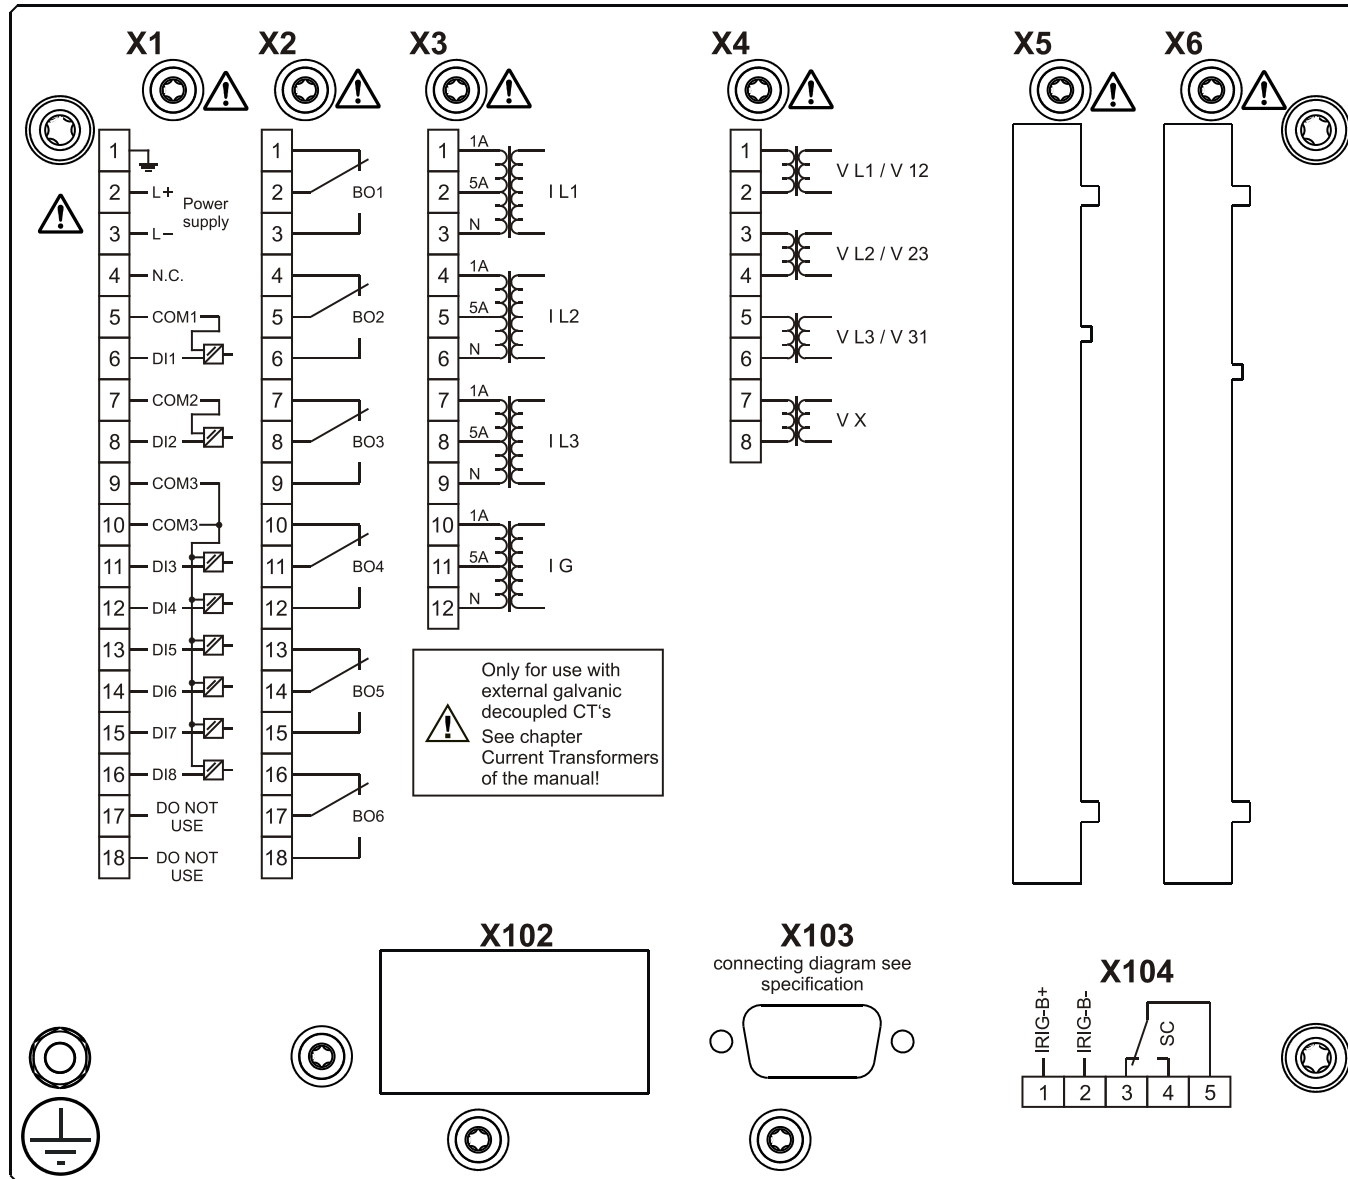 X1
X2
X3
X4
X5
X6
1
2 L+
Power
supply
3 L-
4 N.C.
5 COM1
6 DI1
7 COM2
8 DI2
9 COM3
10 COM3
11 DI3
12 DI4
13 DI5
14 DI6
15 DI7
16 DI8
17 DO NOT
USE
18 DO NOT
USE
1
2 BO1
3
4
5 BO2
6
7
8 BO3
9
10
11 BO4
12
13
14 BO5
15
16
17 BO6
18
1 1A
2 5A I L1
3 N
4 1A
5 5A I L2
6 N
7 1A
8 5A I L3
9 N
10 1A
11 5A I G
12 N
Only for use with
external galvanic
decoupled CT‘s
See chapter
Current Transformers
of the manual!
1
V L1 / V 12
2
3
V L2 / V 23
4
5
V L3 / V 31
6
7
V X
8
X102
X103
connecting diagram see
specification
X104
IRIG-B+
IRIG-B-
SC
1 2 3 4 5